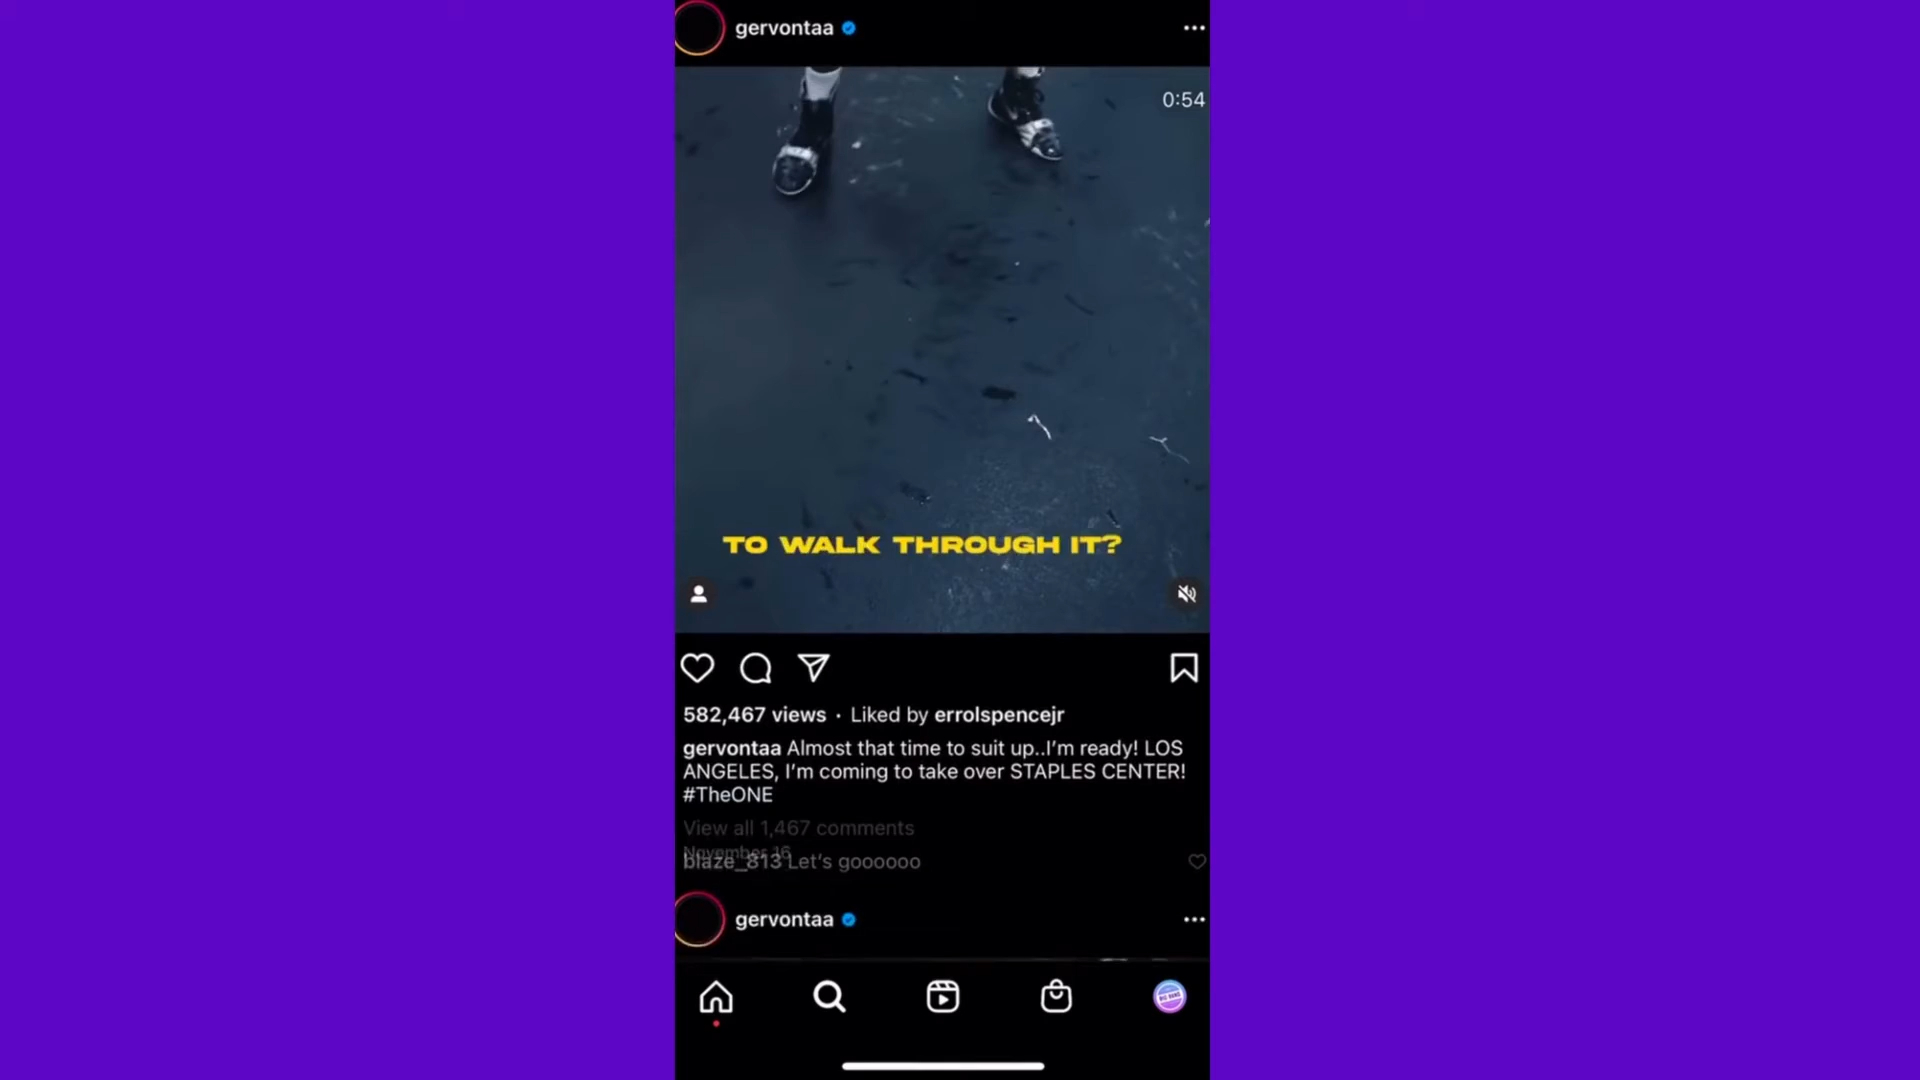 gervontaa
0:54
TO WALK THROUGH IT?
582,467 views · Liked by errolspencejr
gervontaa Almost that time to suit up..I'm ready! LOS
ANGELES, I'm coming to take over STAPLES CENTER!
#TheONE
View all 1,467 comments
November 16
blaze_813 Let's goooooo
gervontaa